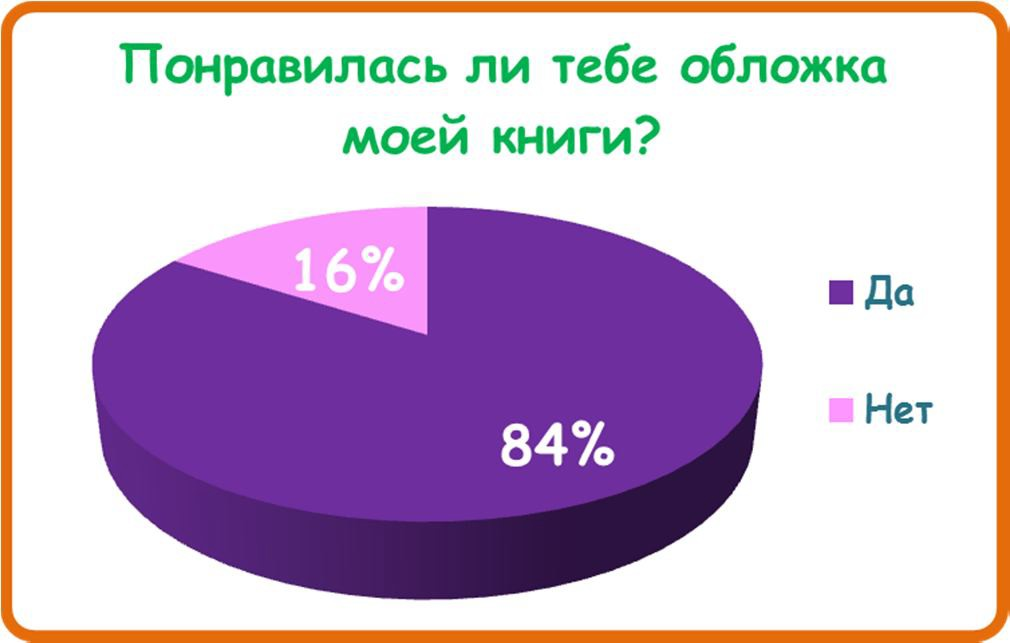 Понравилась ли тебе обложка
моей книги?
16%
84%
Да
Нет